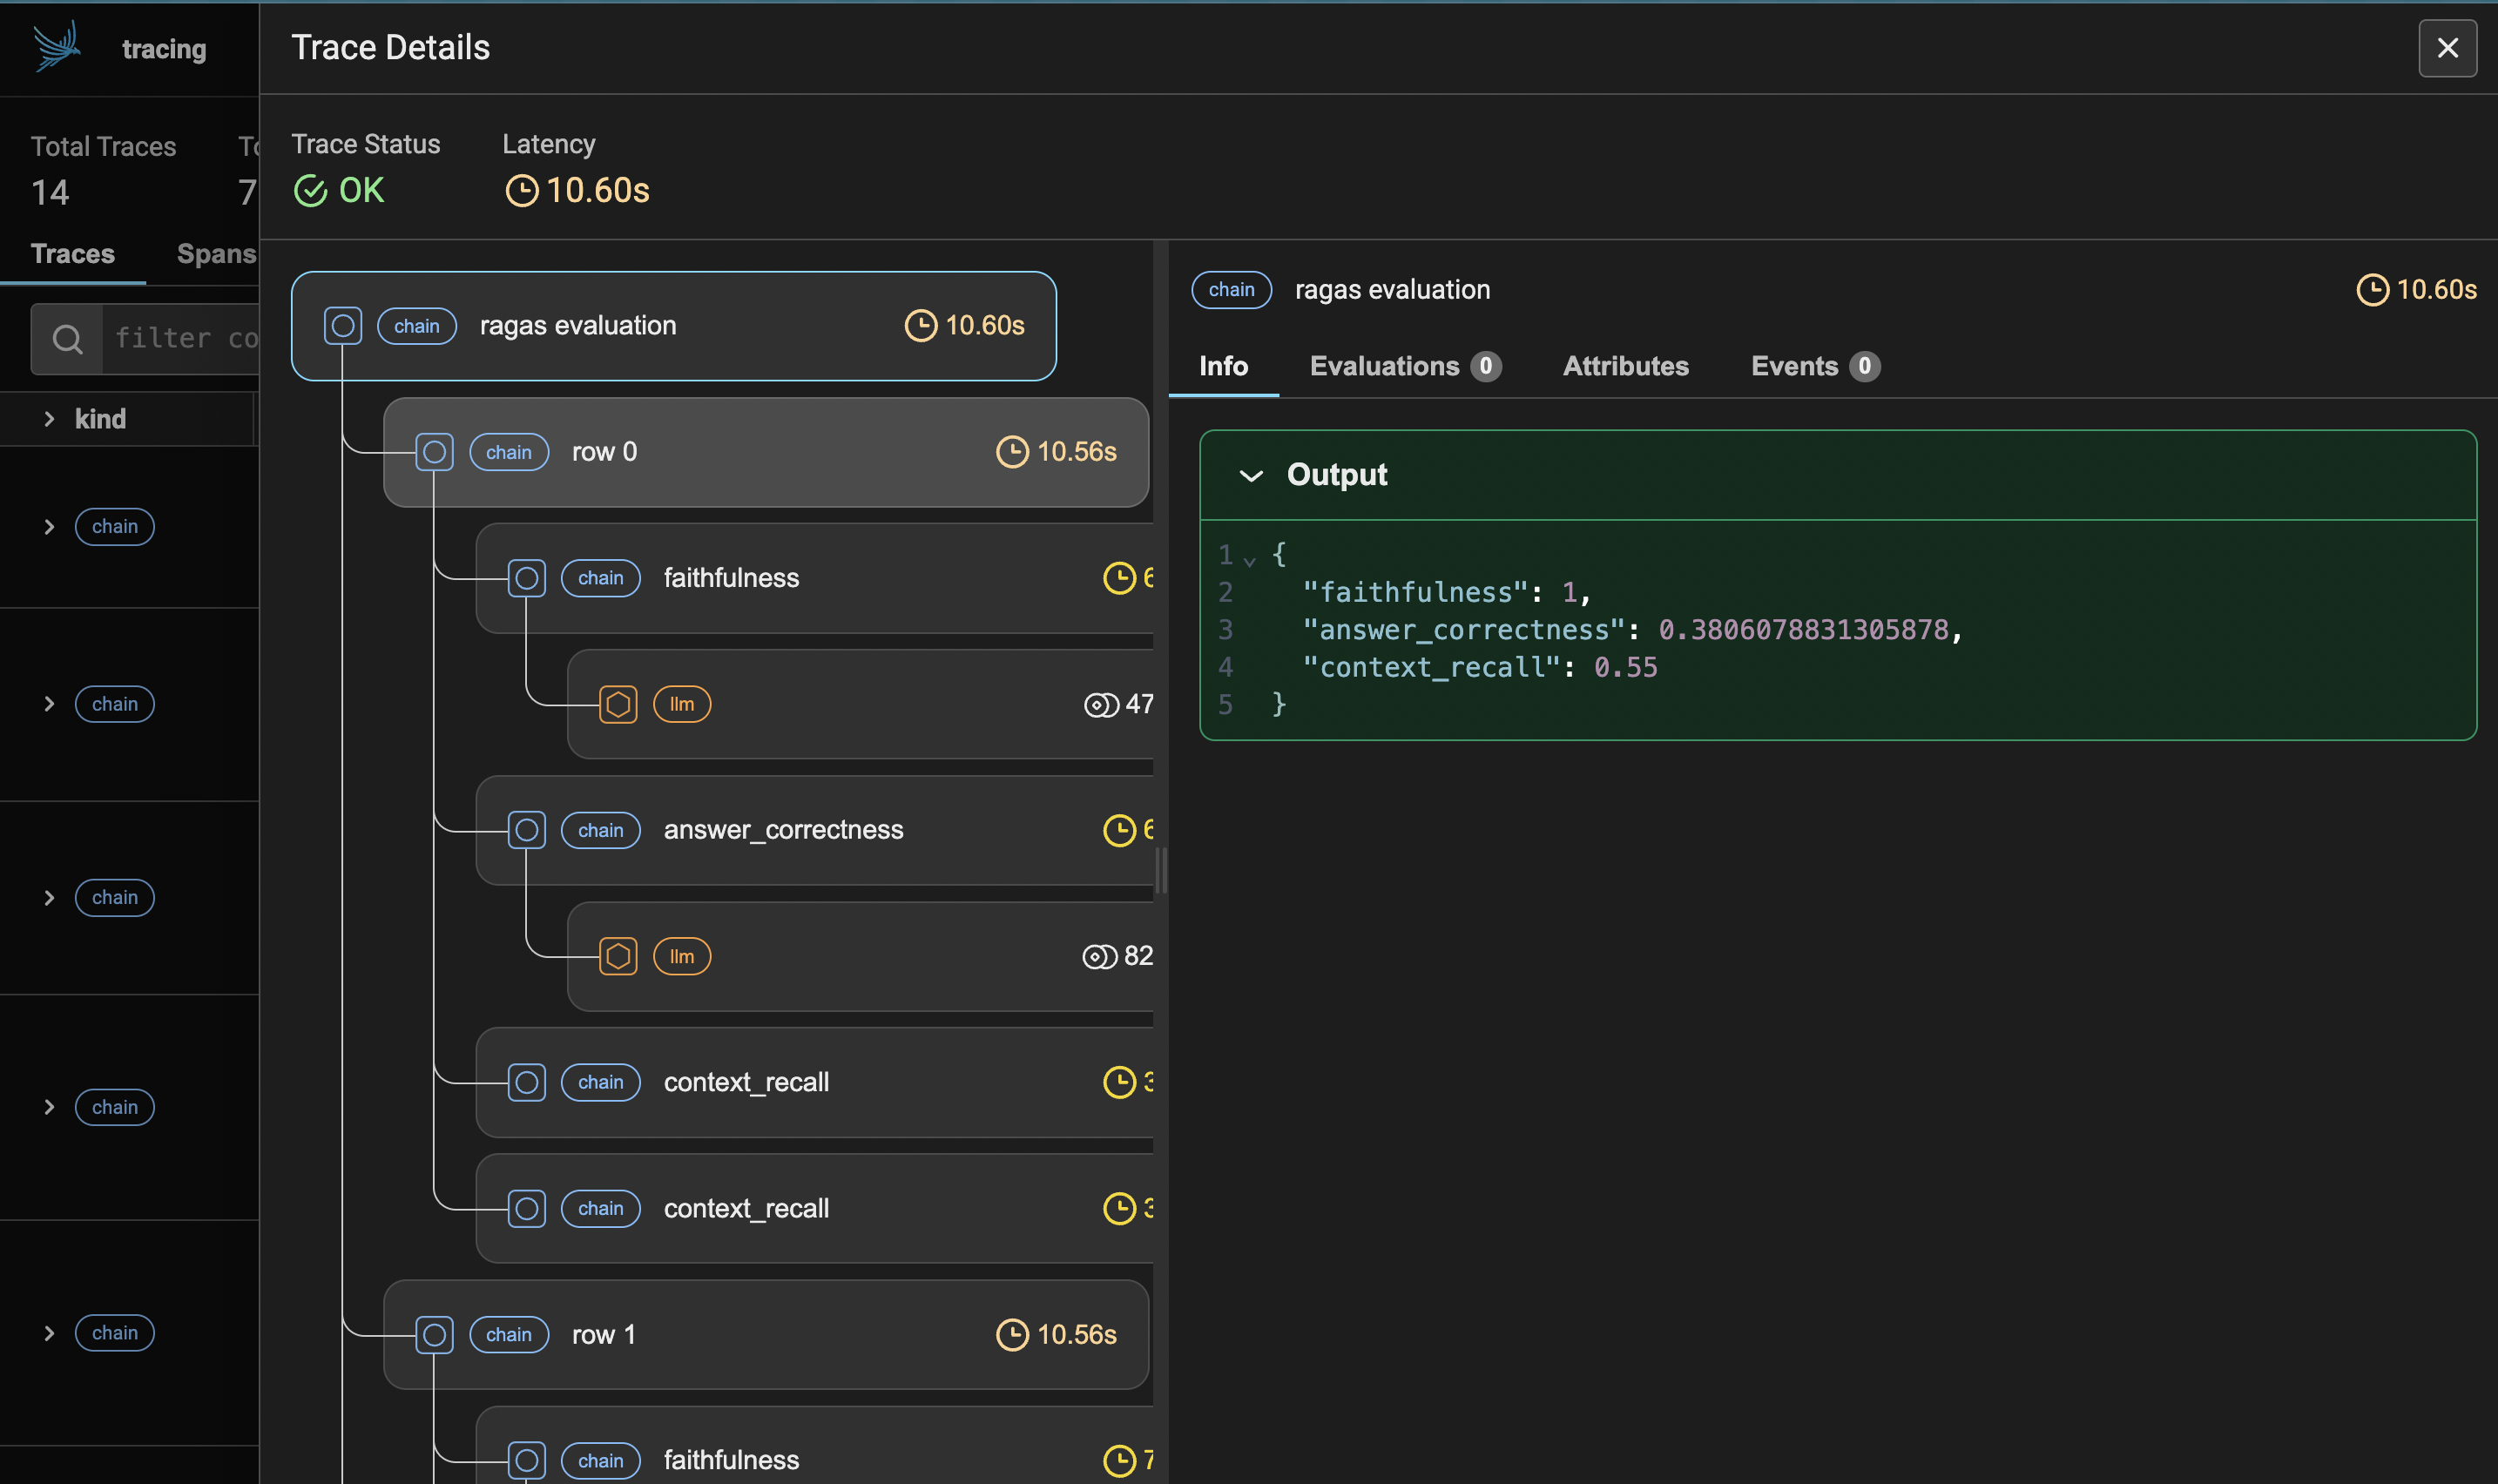 tracing
Trace Details
Total Traces
14
7
Trace Status
OK
Latency
10.60s
Traces
Spans
filter co
kind
chain
chain
chain
chain
chain
chain ragas evaluation 10.60s
chain row 0 10.56s
chain faithfulness 6
llm 47
chain answer_correctness 6
llm 82
chain context_recall 3
chain context_recall 3
chain row 1 10.56s
chain faithfulness 7
chain ragas evaluation 10.60s
Info Evaluations 0 Attributes Events 0
Output
1 {
2 "faithfulness": 1,
3 "answer_correctness": 0.3806078831305878,
4 "context_recall": 0.55
5 }